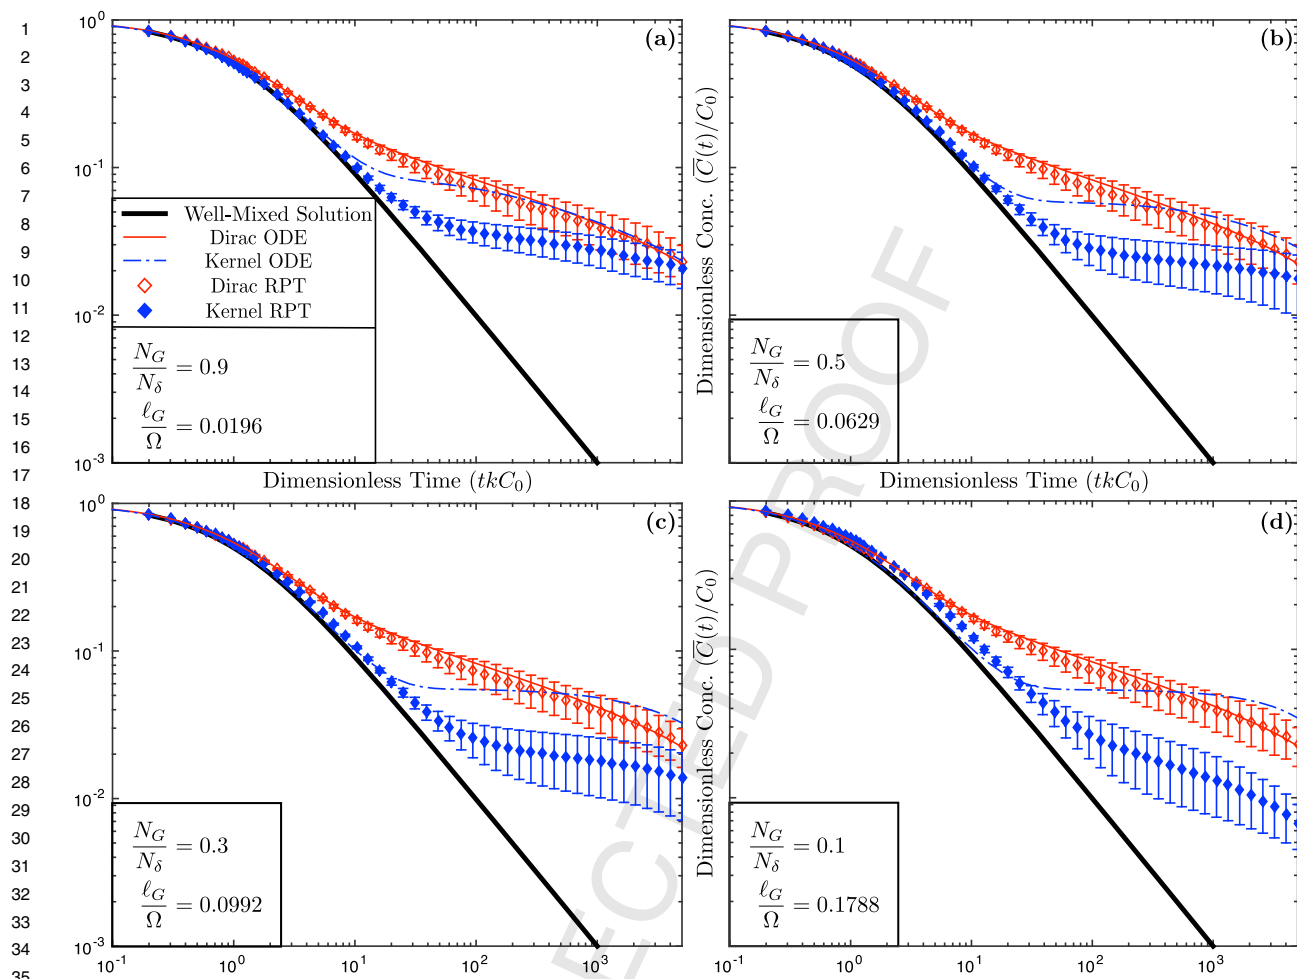 1
2
3
4
5
6
7
8
9
10
11
12
13
14
15
16
17
18
19
20
21
22
23
24
25
26
27
28
29
30
31
32
33
34
35
10^0
10^-1
10^-2
10^-3
(a)
Well-Mixed Solution
Dirac ODE
Kernel ODE
Dirac RPT
Kernel RPT
N_G/N_δ = 0.9
ℓ_G/Ω = 0.0196
Dimensionless Time (tkC_0)
Dimensionless Conc. (C̅(t)/C_0)
(b)
N_G/N_δ = 0.5
ℓ_G/Ω = 0.0629
Dimensionless Time (tkC_0)
10^0
10^-1
10^-2
10^-3
(c)
N_G/N_δ = 0.3
ℓ_G/Ω = 0.0992
10^-1 10^0 10^1 10^2 10^3
Dimensionless Conc. (C̅(t)/C_0)
(d)
N_G/N_δ = 0.1
ℓ_G/Ω = 0.1788
10^-1 10^0 10^1 10^2 10^3
ECTED PROOF